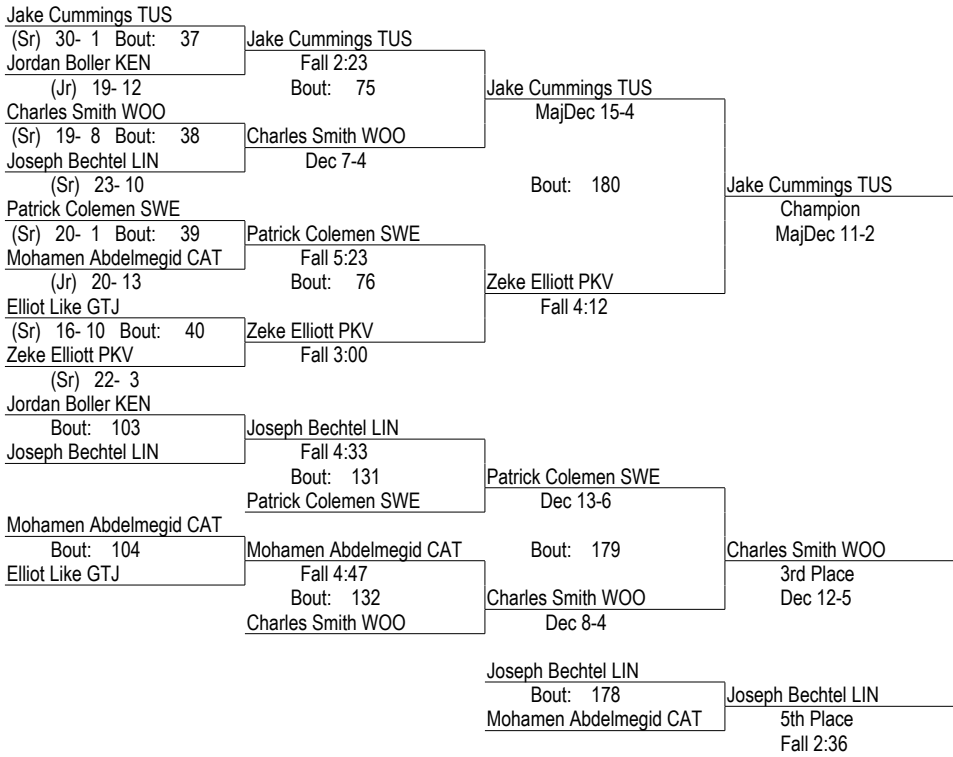 Jake Cummings TUS
(Sr) 30- 1 Bout: 37 Jake Cummings TUS
Jordan Boller KEN Fall 2:23
(Jr) 19- 12 Bout: 75 Jake Cummings TUS
Charles Smith WOO MajDec 15-4
(Sr) 19- 8 Bout: 38 Charles Smith WOO
Joseph Bechtel LIN Dec 7-4
(Sr) 23- 10 Bout: 180 Jake Cummings TUS
Patrick Colemen SWE Champion
(Sr) 20- 1 Bout: 39 Patrick Colemen SWE MajDec 11-2
Mohamen Abdelmegid CAT Fall 5:23
(Jr) 20- 13 Bout: 76 Zeke Elliott PKV
Elliot Like GTJ Fall 4:12
(Sr) 16- 10 Bout: 40 Zeke Elliott PKV
Zeke Elliott PKV Fall 3:00
(Sr) 22- 3
Jordan Boller KEN
Bout: 103 Joseph Bechtel LIN
Joseph Bechtel LIN Fall 4:33
Bout: 131 Patrick Colemen SWE
Patrick Colemen SWE Dec 13-6
Mohamen Abdelmegid CAT
Bout: 104 Mohamen Abdelmegid CAT Bout: 179 Charles Smith WOO
Elliot Like GTJ Fall 4:47 3rd Place
Bout: 132 Charles Smith WOO Dec 12-5
Charles Smith WOO Dec 8-4
Joseph Bechtel LIN
Bout: 178 Joseph Bechtel LIN
Mohamen Abdelmegid CAT 5th Place
Fall 2:36